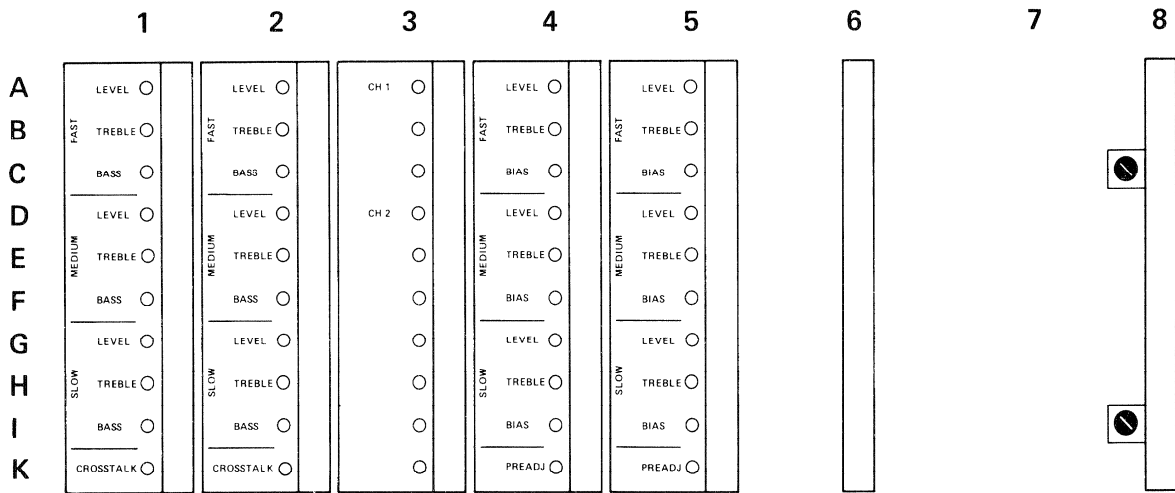 1 2 3 4 5 6 7 8
A LEVEL LEVEL CH 1 LEVEL LEVEL
B FAST TREBLE FAST TREBLE FAST TREBLE FAST TREBLE
C BASS BASS BIAS BIAS
D LEVEL LEVEL CH 2 LEVEL LEVEL
E MEDIUM TREBLE MEDIUM TREBLE MEDIUM TREBLE MEDIUM TREBLE
F BASS BASS BIAS BIAS
G LEVEL LEVEL LEVEL LEVEL
H SLOW TREBLE SLOW TREBLE SLOW TREBLE SLOW TREBLE
I BASS BASS BIAS BIAS
K CROSSTALK CROSSTALK PREADJ PREADJ